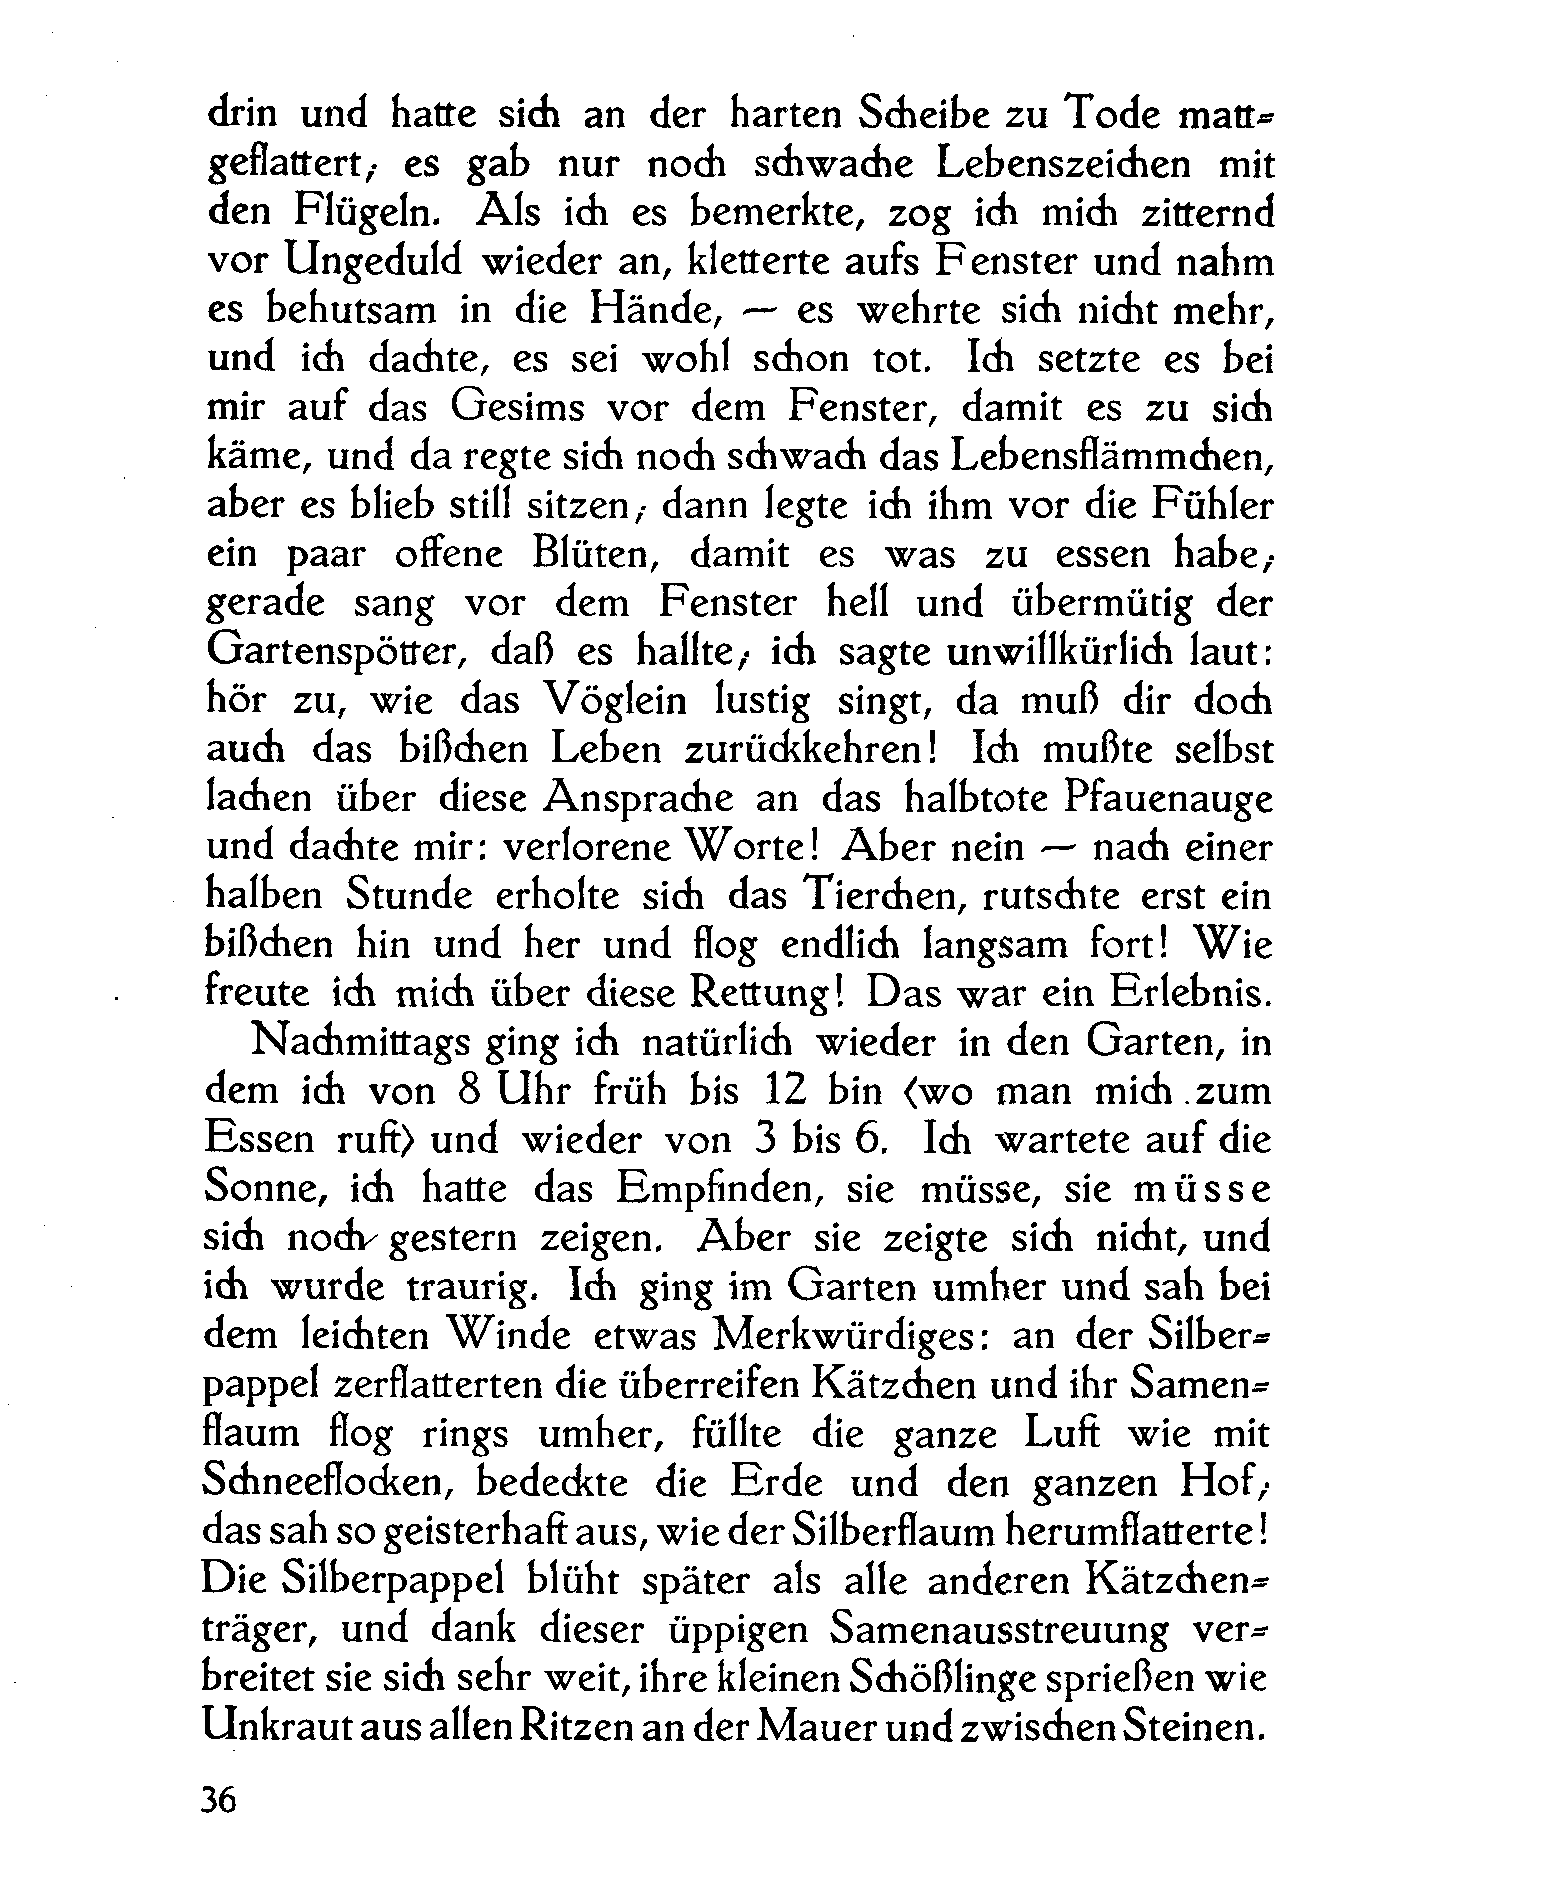 drin und hatte sich an der harten Scheibe zu Tode matt=
geflattert; es gab nur noch schwache Lebenszeichen mit
den Flügeln. Als ich es bemerkte, zog ich mich zitternd
vor Ungeduld wieder an, kletterte aufs Fenster und nahm
es behutsam in die Hände, — es wehrte sich nicht mehr,
und ich dachte, es sei wohl schon tot. Ich setzte es bei
mir auf das Gesims vor dem Fenster, damit es zu sich
käme, und da regte sich noch schwach das Lebensflämmchen,
aber es blieb still sitzen; dann legte ich ihm vor die Fühler
ein paar offene Blüten, damit es was zu essen habe;
gerade sang vor dem Fenster hell und übermütig der
Gartenspötter, daß es hallte; ich sagte unwillkürlich laut:
hör zu, wie das Vöglein lustig singt, da muß dir doch
auch das bißchen Leben zurückkehren! Ich mußte selbst
lachen über diese Ansprache an das halbtote Pfauenauge
und dachte mir: verlorene Worte! Aber nein — nach einer
halben Stunde erholte sich das Tierchen, rutschte erst ein
bißchen hin und her und flog endlich langsam fort! Wie
freute ich mich über diese Rettung! Das war ein Erlebnis.
Nachmittags ging ich natürlich wieder in den Garten, in
dem ich von 8 Uhr früh bis 12 bin (wo man mich zum
Essen ruft) und wieder von 3 bis 6. Ich wartete auf die
Sonne, ich hatte das Empfinden, sie müsse, sie müsse
sich noch gestern zeigen. Aber sie zeigte sich nicht, und
ich wurde traurig. Ich ging im Garten umher und sah bei
dem leichten Winde etwas Merkwürdiges: an der Silber=
pappel zerflatterten die überreifen Kätzchen und ihr Samen=
flaum flog rings umher, füllte die ganze Luft wie mit
Schneeflocken, bedeckte die Erde und den ganzen Hof;
das sah so geisterhaft aus, wie der Silberflaum herumflatterte!
Die Silberpappel blüht später als alle anderen Kätzchen=
träger, und dank dieser üppigen Samenausstreuung ver=
breitet sie sich sehr weit, ihre kleinen Schößlinge sprießen wie
Unkraut aus allen Ritzen an der Mauer und zwischen Steinen.
36